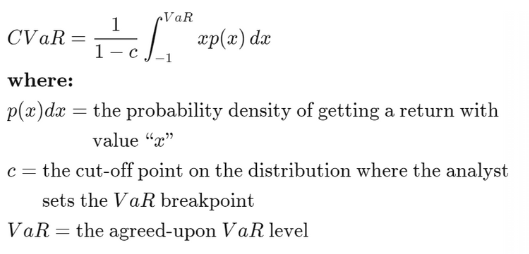 CVaR = \frac{1}{1-c} \int_{-1}^{VaR} xp(x) dx
where:
p(x)dx = the probability density of getting a return with
value “x”
c = the cut-off point on the distribution where the analyst
sets the VaR breakpoint
VaR = the agreed-upon VaR level